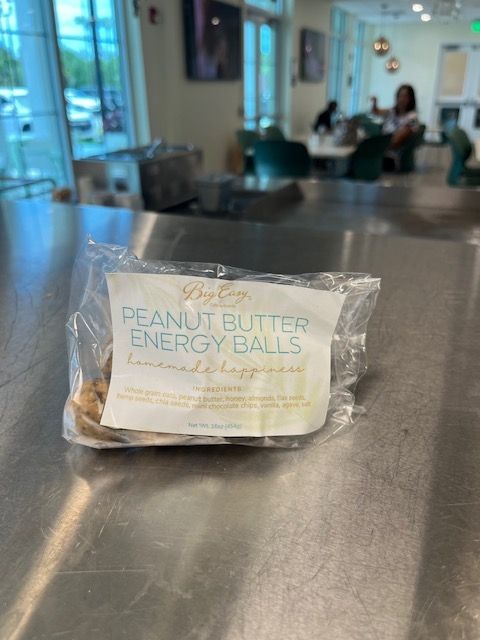 Big Easy
PEANUT BUTTER
ENERGY BALLS
homemade happiness
INGREDIENTS:
Whole grain oats, peanut butter, honey, almonds, flax seeds,
hemp seeds, chia seeds, mini chocolate chips, vanilla, agave, salt
Net Wt. 16oz (454g)